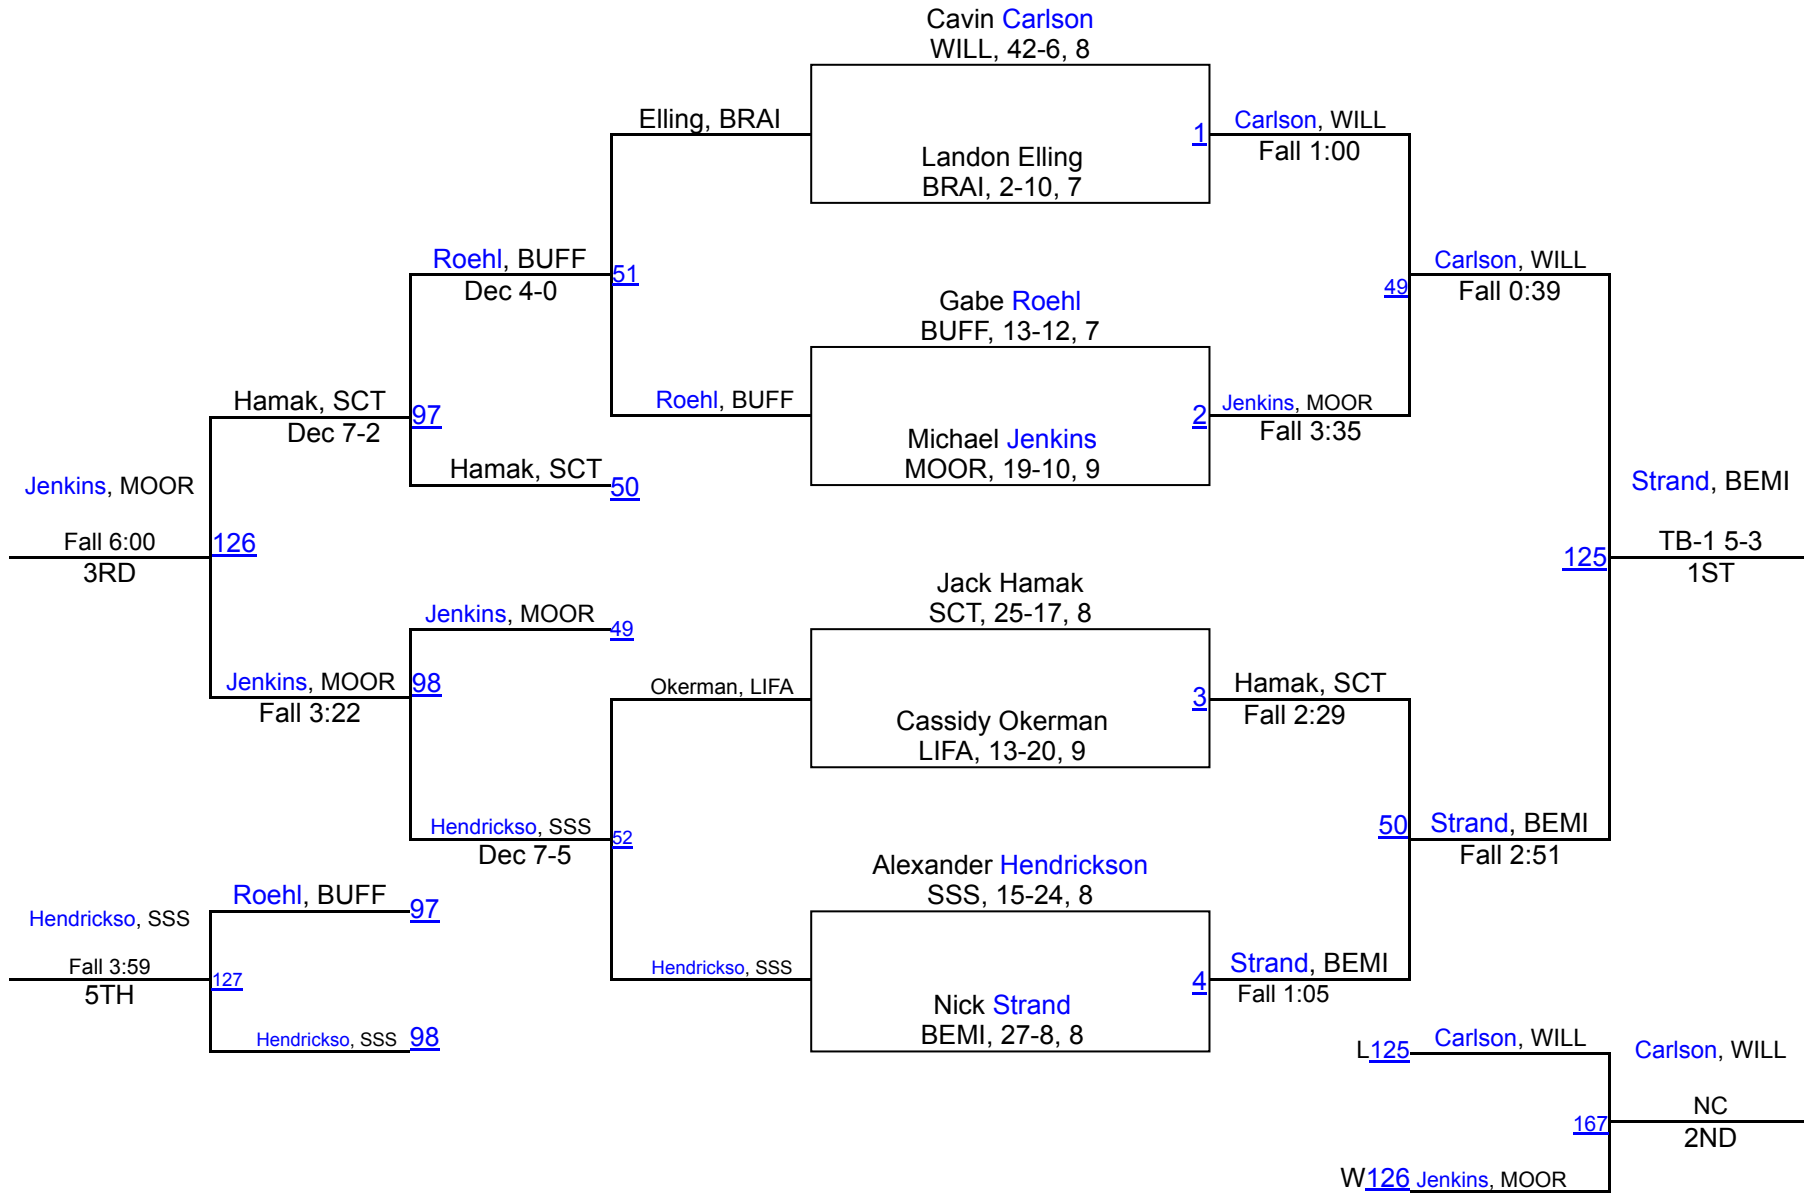 Cavin Carlson
WILL, 42-6, 8
Elling, BRAI
1
Carlson, WILL
Fall 1:00
Landon Elling
BRAI, 2-10, 7
Roehl, BUFF
Dec 4-0
51
Carlson, WILL
Fall 0:39
49
Gabe Roehl
BUFF, 13-12, 7
Hamak, SCT
Dec 7-2
97
Roehl, BUFF
2
Jenkins, MOOR
Fall 3:35
Michael Jenkins
MOOR, 19-10, 9
Hamak, SCT
50
Jenkins, MOOR
Fall 6:00
3RD
126
Strand, BEMI
TB-1 5-3
1ST
125
Jack Hamak
SCT, 25-17, 8
Jenkins, MOOR
49
Jenkins, MOOR
Fall 3:22
98
Okerman, LIFA
3
Hamak, SCT
Fall 2:29
Cassidy Okerman
LIFA, 13-20, 9
Hendrickso, SSS
Dec 7-5
52
50
Strand, BEMI
Fall 2:51
Alexander Hendrickson
SSS, 15-24, 8
Roehl, BUFF
97
Hendrickso, SSS
Fall 3:59
5TH
127
Hendrickso, SSS
4
Strand, BEMI
Fall 1:05
Nick Strand
BEMI, 27-8, 8
Hendrickso, SSS
98
L125
Carlson, WILL
Carlson, WILL
NC
2ND
167
W126
Jenkins, MOOR